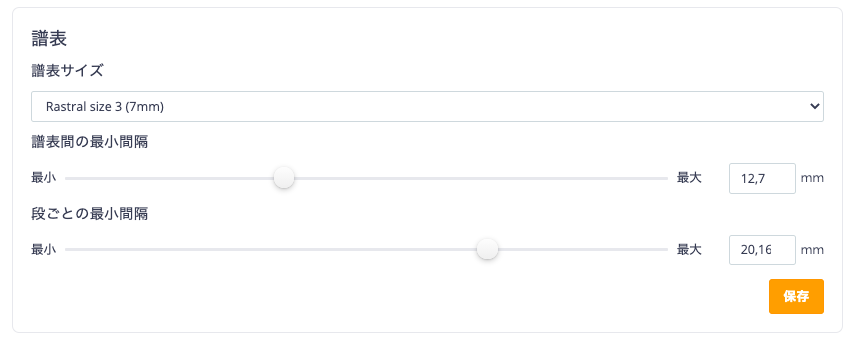 譜表
譜表サイズ
Rastral size 3 (7mm)
譜表間の最小間隔
最小 最大 12,7 mm
段ごとの最小間隔
最小 最大 20,16 mm
保存